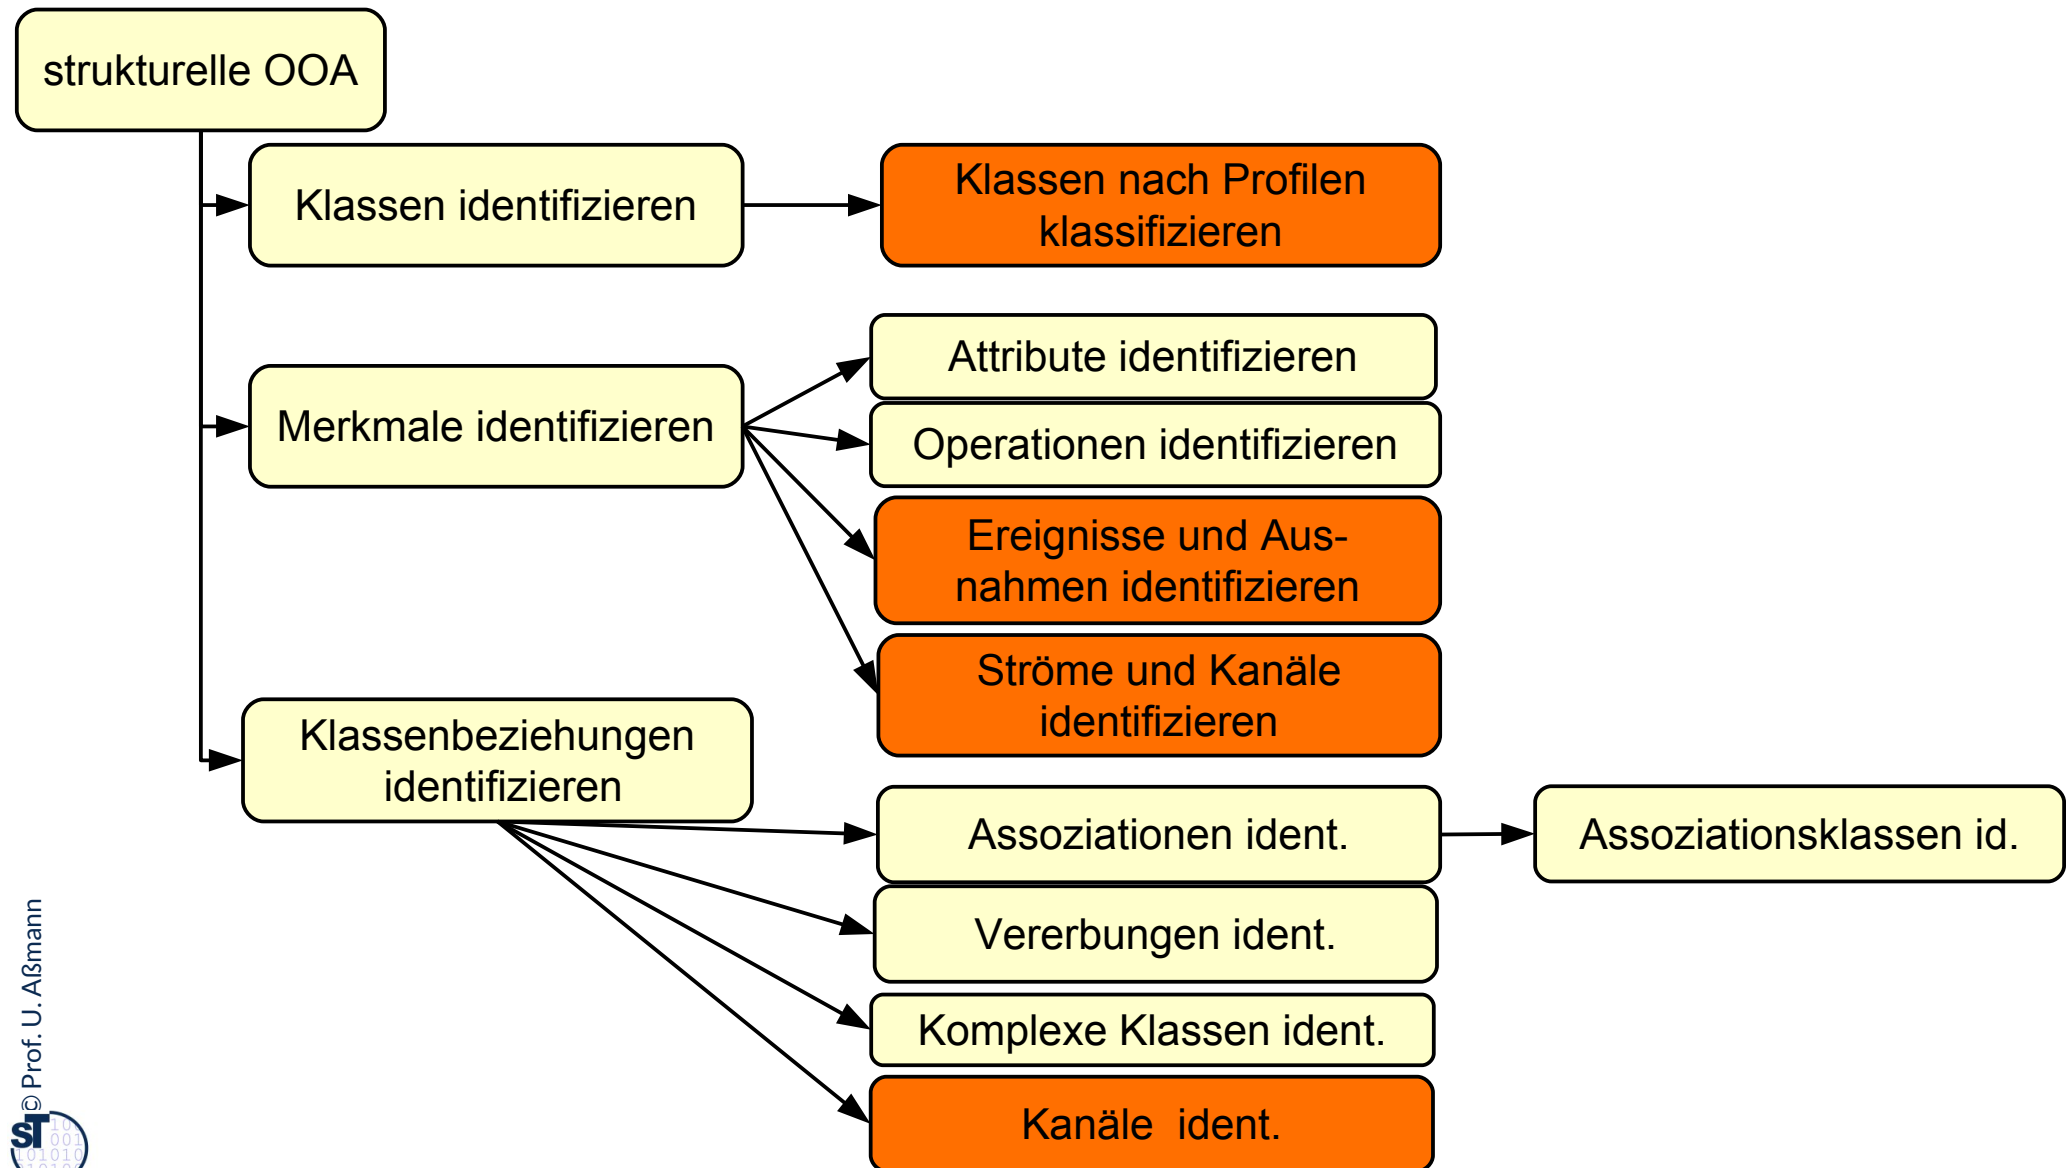 strukturelle OOA
Klassen identifizieren
Klassen nach Profilen
klassifizieren
Merkmale identifizieren
Attribute identifizieren
Operationen identifizieren
Ereignisse und Aus-
nahmen identifizieren
Ströme und Kanäle
identifizieren
Klassenbeziehungen
identifizieren
Assoziationen ident.
Assoziationsklassen id.
Vererbungen ident.
Komplexe Klassen ident.
Kanäle ident.
© Prof. U. Aßmann
ST